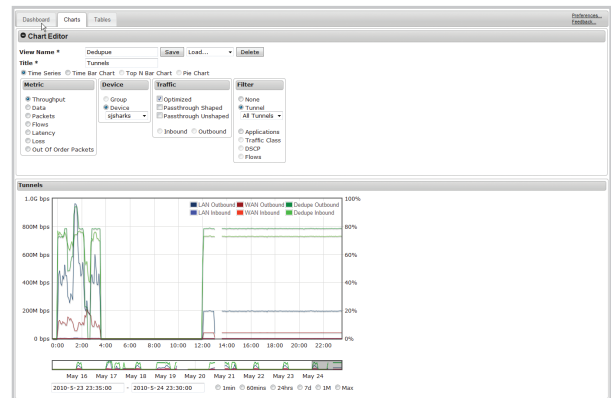 Dashboard Charts Tables
Preferences...
Feedback...
Chart Editor
View Name * Dedupue Save Load... Delete
Title * Tunnels
Time Series Time Bar Chart Top N Bar Chart Pie Chart
Metric
Throughput
Data
Packets
Flows
Latency
Loss
Out Of Order Packets
Device
Group
Device
sjsharks
Traffic
Optimized
Passthrough Shaped
Passthrough Unshaped
Inbound Outbound
Filter
None
Tunnel
All Tunnels
Applications
Traffic Class
DSCP
Flows
Tunnels
LAN Outbound WAN Outbound Dedupe Outbound
LAN Inbound WAN Inbound Dedupe Inbound
1.0G bps 100%
800M bps 80%
600M bps 60%
400M bps 40%
200M bps 20%
0 bps 0%
0:00 2:00 4:00 6:00 8:00 10:00 12:00 14:00 16:00 18:00 20:00 22:00
May 16 May 17 May 18 May 19 May 20 May 21 May 22 May 23 May 24
2010-5-23 23:35:00 - 2010-5-24 23:30:00 1min 60mins 24hrs 7d 1M Max